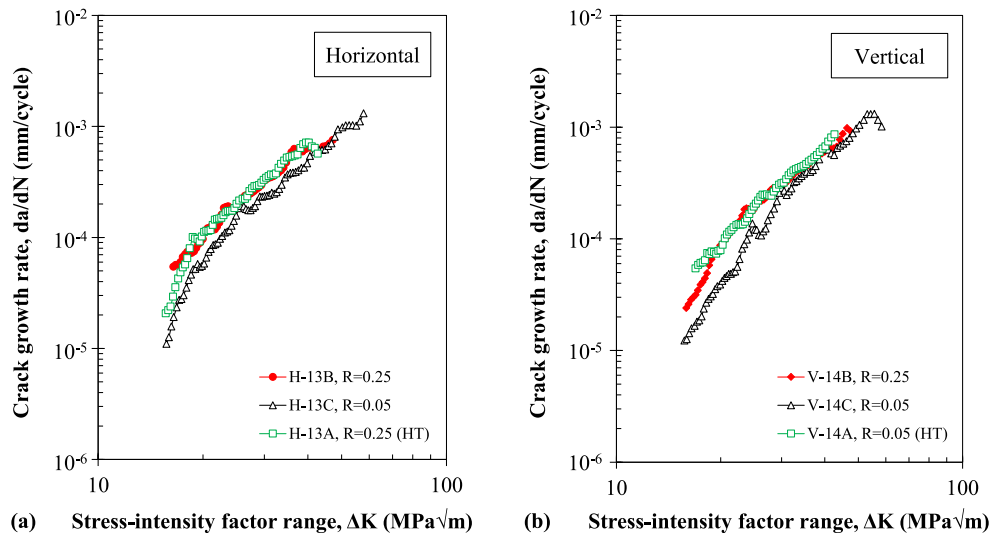 10-2
10-3
10-4
10-5
10-6
Crack growth rate, da/dN (mm/cycle)
Horizontal
H-13B, R=0.25
H-13C, R=0.05
H-13A, R=0.25 (HT)
10
100
(a) Stress-intensity factor range, ΔK (MPa√m)
10-2
10-3
10-4
10-5
10-6
Crack growth rate, da/dN (mm/cycle)
Vertical
V-14B, R=0.25
V-14C, R=0.05
V-14A, R=0.05 (HT)
10
100
(b) Stress-intensity factor range, ΔK (MPa√m)